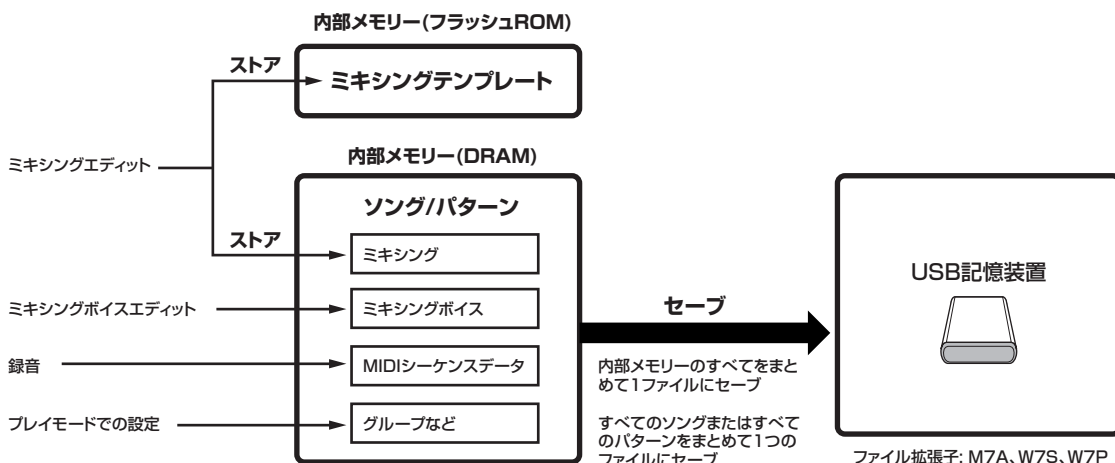 内部メモリー(フラッシュROM)
ストア
ミキシングテンプレート
ミキシングエディット
内部メモリー(DRAM)
ソング/パターン
ストア
ミキシング
ミキシングボイスエディット
ミキシングボイス
録音
MIDIシーケンスデータ
プレイモードでの設定
グループなど
セーブ
内部メモリーのすべてをまと
めて1ファイルにセーブ
すべてのソングまたはすべて
のパターンをまとめて1つの
ファイルにセーブ
USB記憶装置
ファイル拡張子: M7A、W7S、W7P